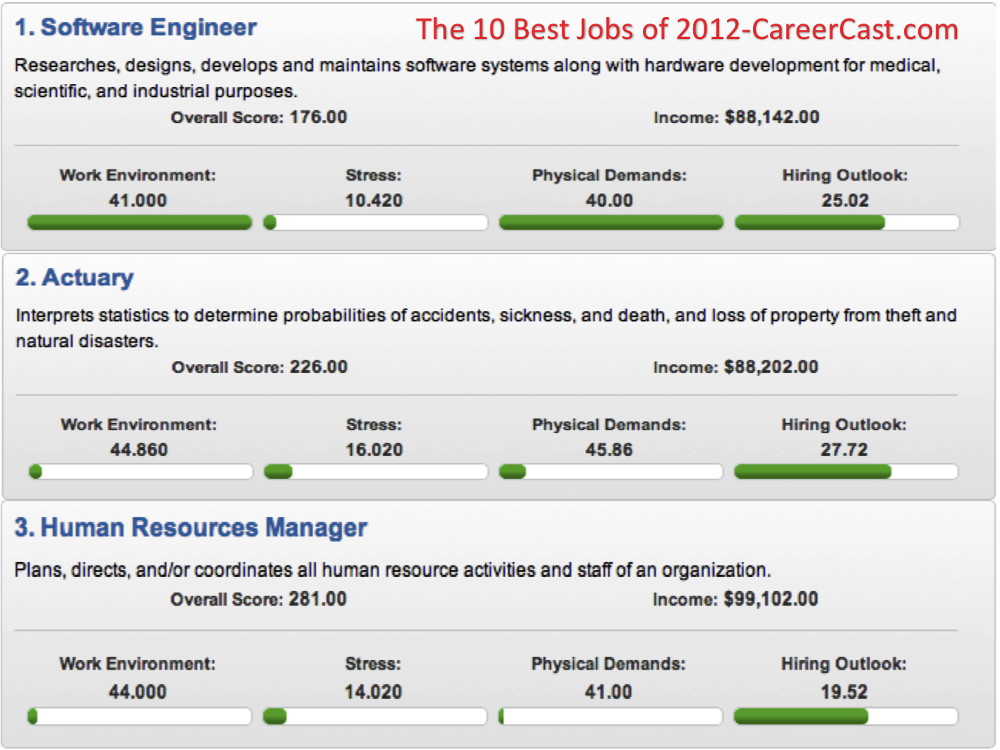 1. Software Engineer
The 10 Best Jobs of 2012-CareerCast.com
Researches, designs, develops and maintains software systems along with hardware development for medical,
scientific, and industrial purposes.
Overall Score: 176.00 Income: $88,142.00
Work Environment: Stress: Physical Demands: Hiring Outlook:
41.000 10.420 40.00 25.02
2. Actuary
Interprets statistics to determine probabilities of accidents, sickness, and death, and loss of property from theft and
natural disasters.
Overall Score: 226.00 Income: $88,202.00
Work Environment: Stress: Physical Demands: Hiring Outlook:
44.860 16.020 45.86 27.72
3. Human Resources Manager
Plans, directs, and/or coordinates all human resource activities and staff of an organization.
Overall Score: 281.00 Income: $99,102.00
Work Environment: Stress: Physical Demands: Hiring Outlook:
44.000 14.020 41.00 19.52